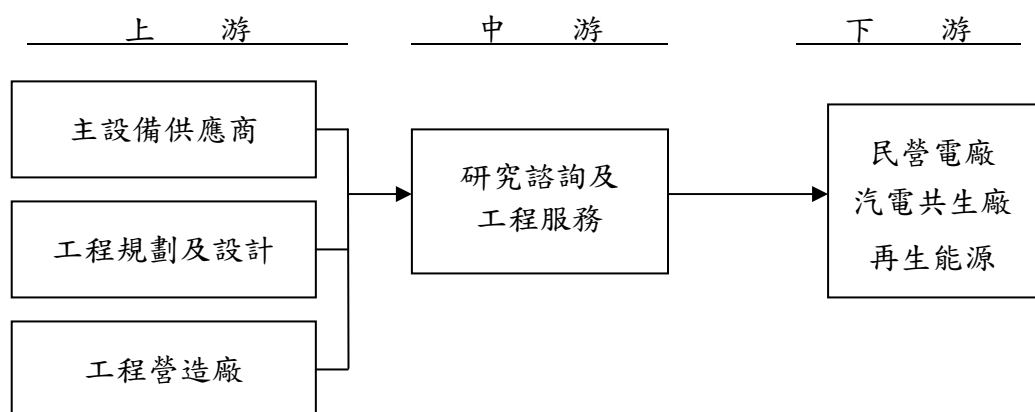 上　　游
中　　游
下　　游
主設備供應商
工程規劃及設計
工程營造廠
研究諮詢及
工程服務
民營電廠
汽電共生廠
再生能源